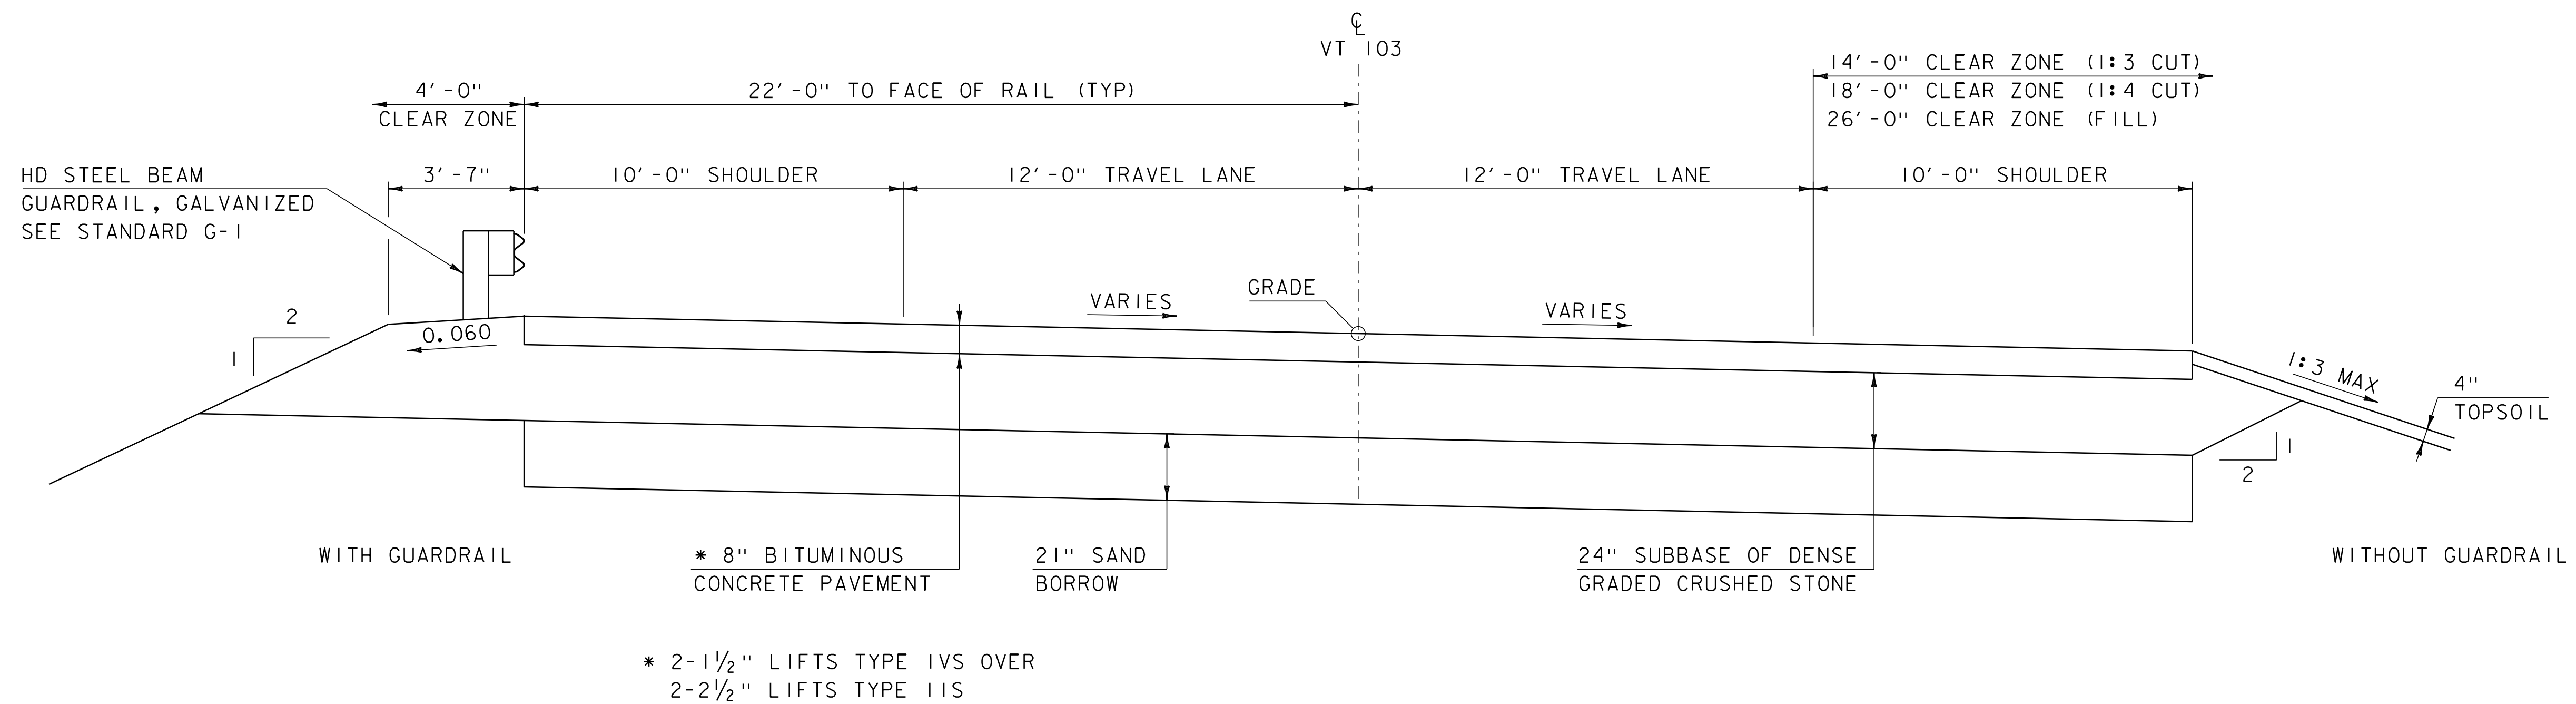 ℄
VT 103
14'-0" CLEAR ZONE (1:3 CUT)
4'-0"
22'-0" TO FACE OF RAIL (TYP)
18'-0" CLEAR ZONE (1:4 CUT)
CLEAR ZONE
26'-0" CLEAR ZONE (FILL)
HD STEEL BEAM
GUARDRAIL, GALVANIZED
SEE STANDARD G-1
3'-7"
10'-0" SHOULDER
12'-0" TRAVEL LANE
12'-0" TRAVEL LANE
10'-0" SHOULDER
GRADE
VARIES
VARIES
2
1
0.060
1:3 MAX
4"
TOPSOIL
1
2
WITH GUARDRAIL
* 8" BITUMINOUS
CONCRETE PAVEMENT
21" SAND
BORROW
24" SUBBASE OF DENSE
GRADED CRUSHED STONE
WITHOUT GUARDRAIL
* 2-1½" LIFTS TYPE IVS OVER
2-2½" LIFTS TYPE IIS